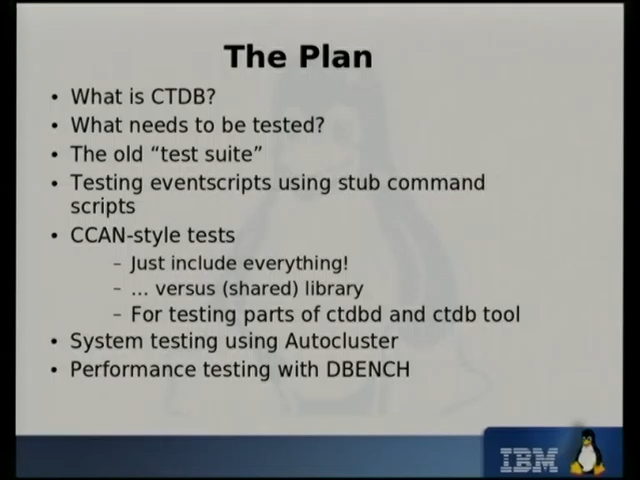 The Plan
• What is CTDB?
• What needs to be tested?
• The old “test suite”
• Testing eventscripts using stub command
scripts
• CCAN-style tests
– Just include everything!
– … versus (shared) library
– For testing parts of ctdbd and ctdb tool
• System testing using Autocluster
• Performance testing with DBENCH
IBM